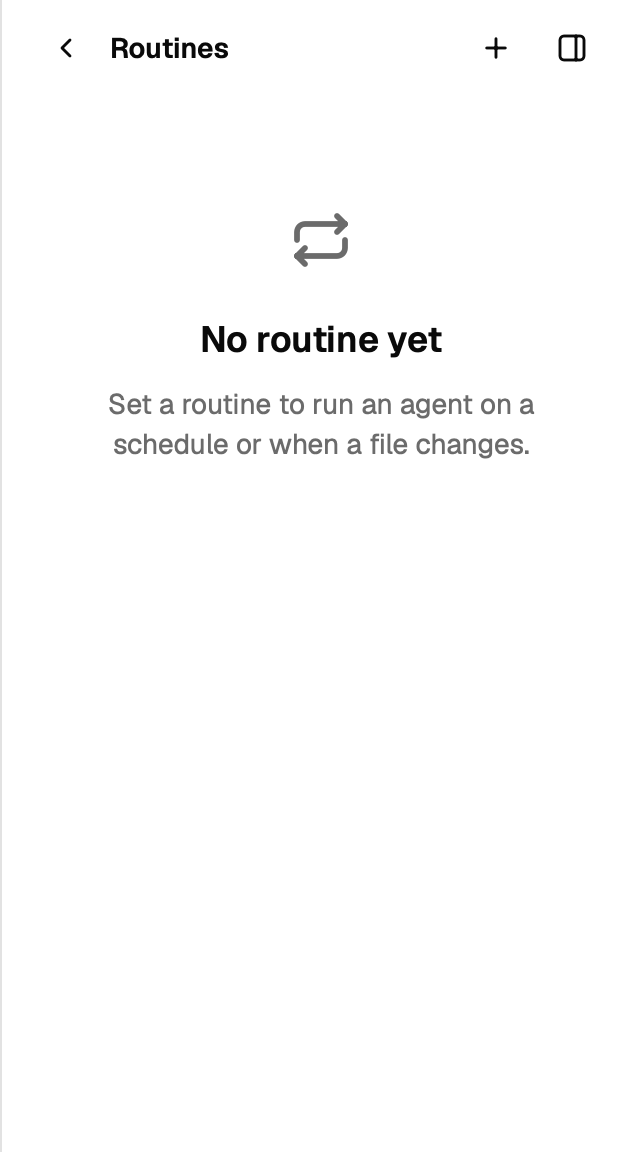 Routines
No routine yet
Set a routine to run an agent on a
schedule or when a file changes.